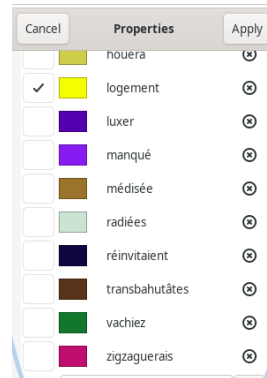 Cancel Properties Apply
houera
logement
luxer
manqué
médisée
radiées
réinvitaient
transbahutâtes
vachiez
zigzaguerais